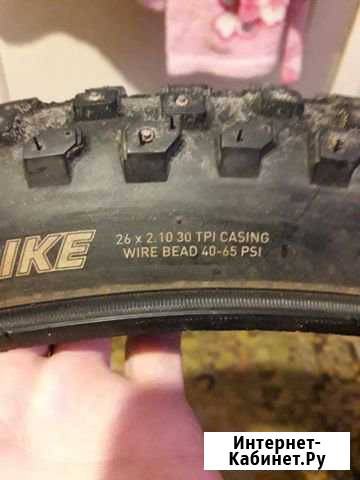 IKE
26 x 2.10 30 TPI CASING
WIRE BEAD 40-65 PSI
Интернет-
Кабинет.Ру